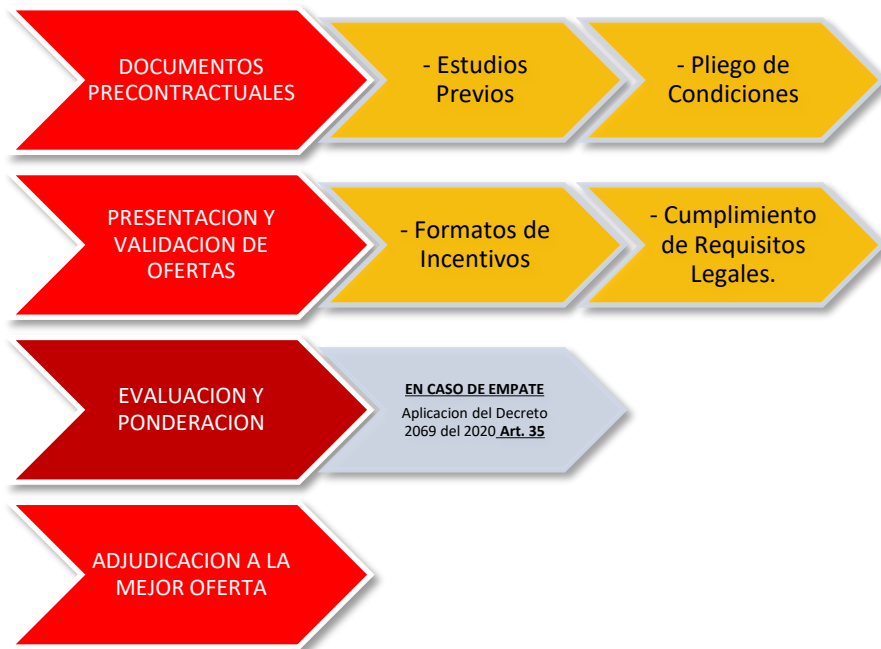 DOCUMENTOS
PRECONTRACTUALES
- Estudios
Previos
- Pliego de
Condiciones
PRESENTACION Y
VALIDACION DE
OFERTAS
- Formatos de
Incentivos
- Cumplimiento
de Requisitos
Legales.
EVALUACION Y
PONDERACION
EN CASO DE EMPATE
Aplicacion del Decreto
2069 del 2020 Art. 35
ADJUDICACION A LA
MEJOR OFERTA